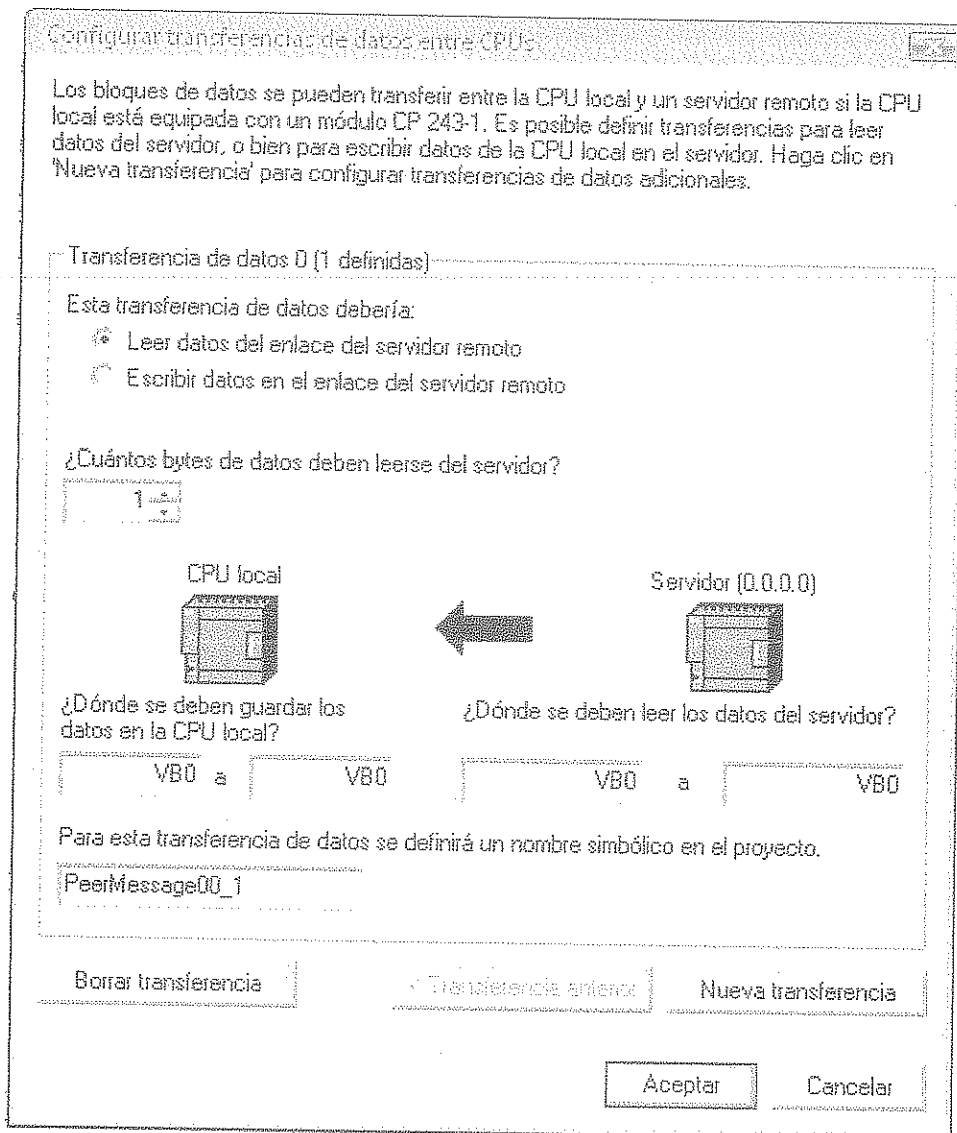 Configurar transferencias de datos entre CPUs
Los bloques de datos se pueden transferir entre la CPU local y un servidor remoto si la CPU
local está equipada con un módulo CP 243-1. Es posible definir transferencias para leer
datos del servidor, o bien para escribir datos de la CPU local en el servidor. Haga clic en
'Nueva transferencia' para configurar transferencias de datos adicionales.
Transferencia de datos 0 (1 definidas)
Esta transferencia de datos debería:
Leer datos del enlace del servidor remoto
Escribir datos en el enlace del servidor remoto
¿Cuántos bytes de datos deben leerse del servidor?
1
CPU local
Servidor (0.0.0.0)
¿Dónde se deben guardar los
datos en la CPU local?
¿Dónde se deben leer los datos del servidor?
VB0 a VB0
VB0 a VB0
Para esta transferencia de datos se definirá un nombre simbólico en el proyecto.
PeerMessage00_1
Borrar transferencia
< Transferencia anterior
Nueva transferencia
Aceptar
Cancelar